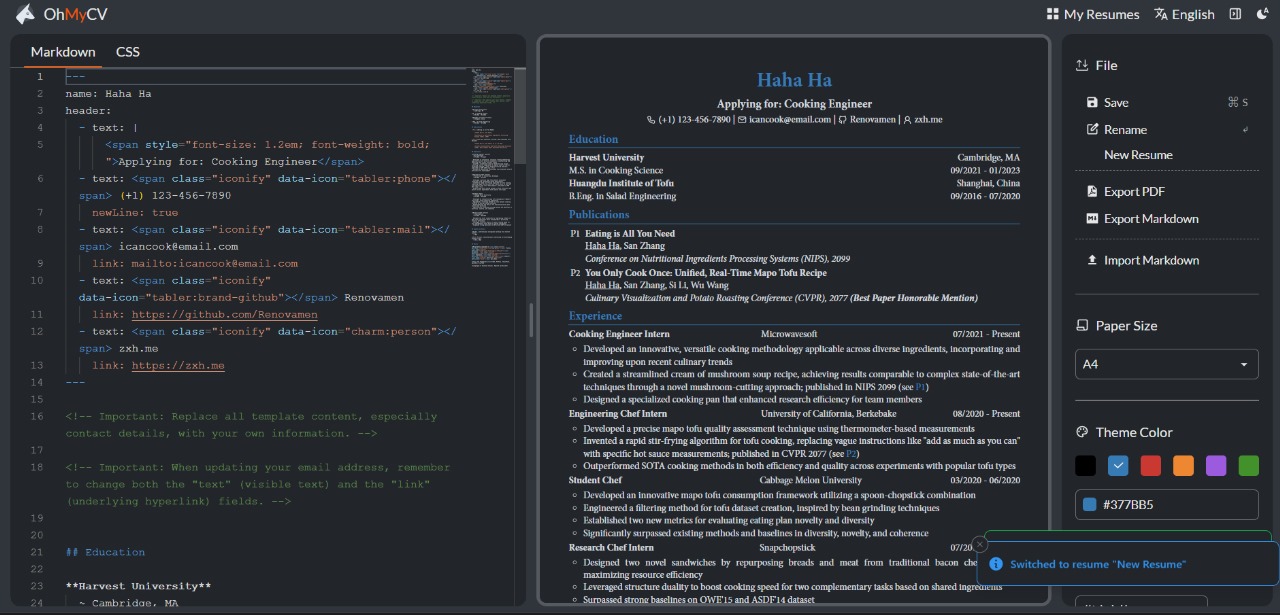 OhMyCV
My Resumes
English
Markdown
CSS
1 ---
2 name: Haha Ha
3 header:
4 - text: |
5 <span style="font-size: 1.2em; font-weight: bold;
">Applying for: Cooking Engineer</span>
6 - text: <span class="iconify" data-icon="tabler:phone"></
span> (+1) 123-456-7890
7 newLine: true
8 - text: <span class="iconify" data-icon="tabler:mail"></
span> icancook@email.com
9 link: mailto:icancook@email.com
10 - text: <span class="iconify"
data-icon="tabler:brand-github"></span> Renovamen
11 link: https://github.com/Renovamen
12 - text: <span class="iconify" data-icon="charm:person"></
span> zxh.me
13 link: https://zxh.me
14 ---
15
16 <!-- Important: Replace all template content, especially
contact details, with your own information. -->
17
18 <!-- Important: When updating your email address, remember
to change both the "text" (visible text) and the "link"
(underlying hyperlink) fields. -->
19
20
21 ## Education
22
23 **Harvest University**
24 ~ Cambridge, MA
Haha Ha
Applying for: Cooking Engineer
(+1) 123-456-7890 | icancook@email.com | Renovamen | zxh.me
Education
Harvest University Cambridge, MA
M.S. in Cooking Science 09/2021 - 01/2023
Huangdu Institute of Tofu Shanghai, China
B.Eng. in Salad Engineering 09/2016 - 07/2020
Publications
P1 Eating is All You Need
Haha Ha, San Zhang
Conference on Nutritional Ingredients Processing Systems (NIPS), 2099
P2 You Only Cook Once: Unified, Real-Time Mapo Tofu Recipe
Haha Ha, San Zhang, Si Li, Wu Wang
Culinary Visualization and Potato Roasting Conference (CVPR), 2077 (Best Paper Honorable Mention)
Experience
Cooking Engineer Intern Microwavesoft 07/2021 - Present
Developed an innovative, versatile cooking methodology applicable across diverse ingredients, incorporating and
improving upon recent culinary trends
Created a streamlined cream of mushroom soup recipe, achieving results comparable to complex state-of-the-art
techniques through a novel mushroom-cutting approach; published in NIPS 2099 (see P1)
Designed a specialized cooking pan that enhanced research efficiency for team members
Engineering Chef Intern University of California, Berkebake 08/2020 - Present
Developed a precise mapo tofu quality assessment technique using thermometer-based measurements
Invented a rapid stir-frying algorithm for tofu cooking, replacing vague instructions like "add as much as you can"
with specific hot sauce measurements; published in CVPR 2077 (see P2)
Outperformed SOTA cooking methods in both efficiency and quality across experiments with popular tofu types
Student Chef Cabbage Melon University 03/2020 - 06/2020
Developed an innovative mapo tofu consumption framework utilizing a spoon-chopstick combination
Engineered a filtering method for tofu dataset creation, inspired by bean grinding techniques
Established two new metrics for evaluating eating plan novelty and diversity
Significantly surpassed existing methods and baselines in diversity, novelty, and coherence
Research Chef Intern Snapchopstick 07/20
Designed two novel sandwiches by repurposing breads and meat from traditional bacon che
maximizing resource efficiency
Leveraged structure duality to boost cooking speed for two complementary tasks based on shared ingredients
Surpassed strong baselines on OWE'15 and ASDF14 dataset
File
Save ⌘ S
Rename
New Resume
Export PDF
Export Markdown
Import Markdown
Paper Size
A4
Theme Color
#377BB5
Switched to resume "New Resume"